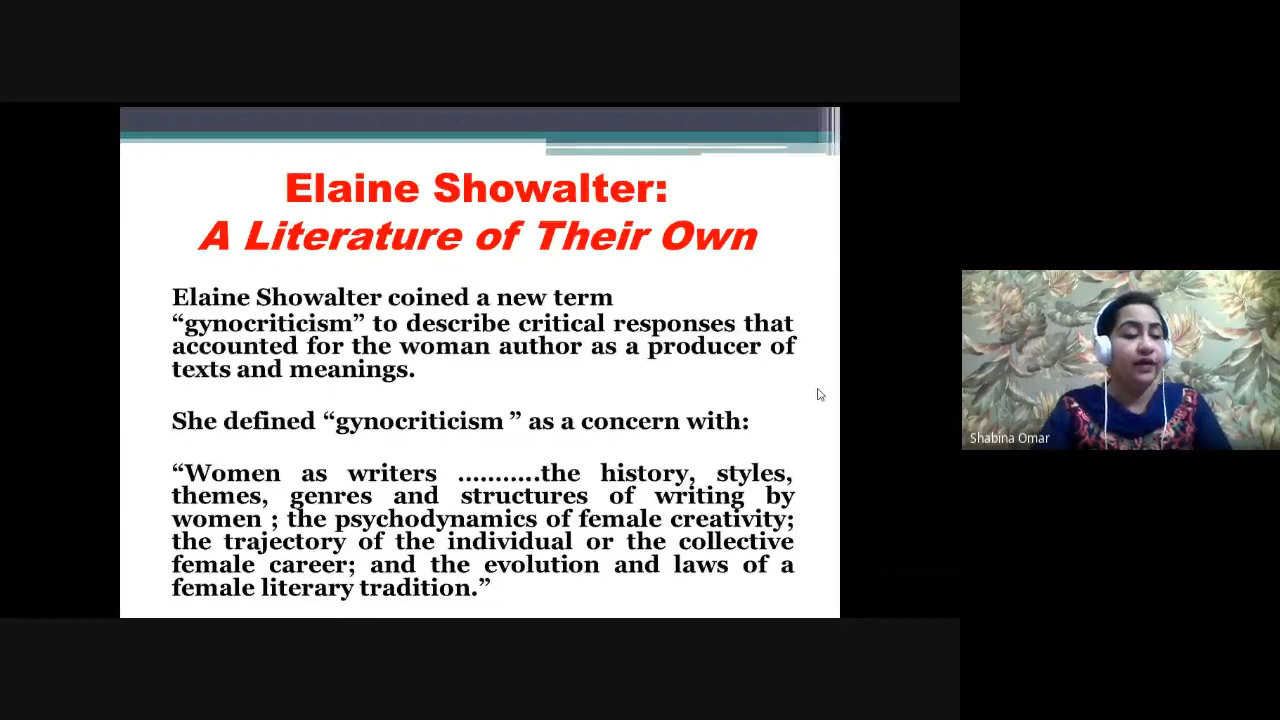 Elaine Showalter:
A Literature of Their Own
Elaine Showalter coined a new term
“gynocriticism” to describe critical responses that
accounted for the woman author as a producer of
texts and meanings.
She defined “gynocriticism ” as a concern with:
“Women as writers ...........the history, styles,
themes, genres and structures of writing by
women ; the psychodynamics of female creativity;
the trajectory of the individual or the collective
female career; and the evolution and laws of a
female literary tradition.”
Shabina Omar